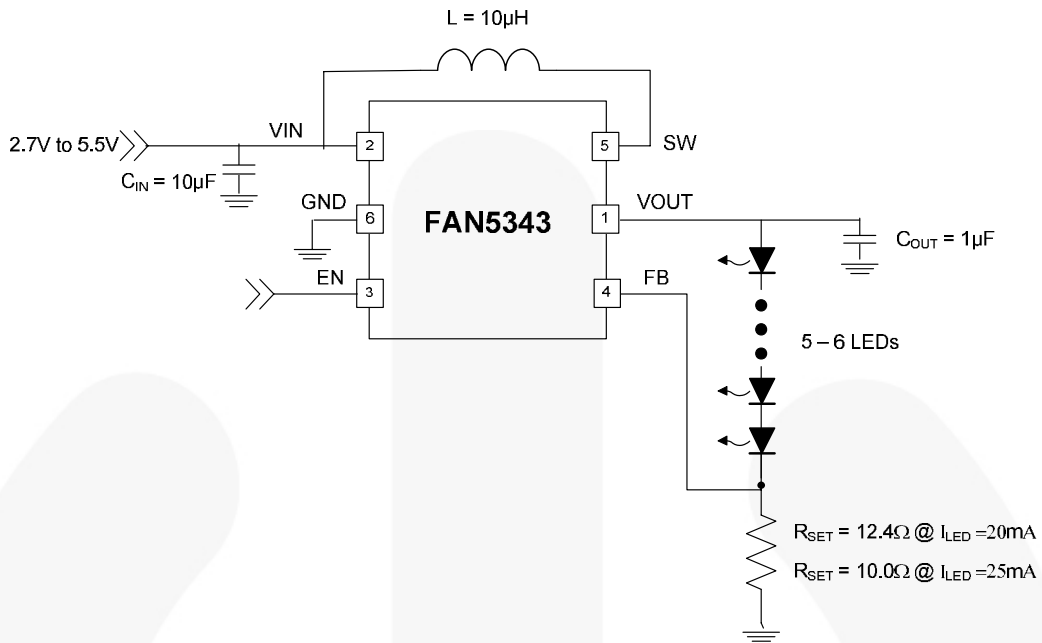 L = 10µH
2.7V to 5.5V
VIN
2
5
SW
C_IN = 10µF
GND
6
FAN5343
1
VOUT
C_OUT = 1µF
EN
3
4
FB
5 – 6 LEDs
R_SET = 12.4Ω @ I_LED =20mA
R_SET = 10.0Ω @ I_LED =25mA